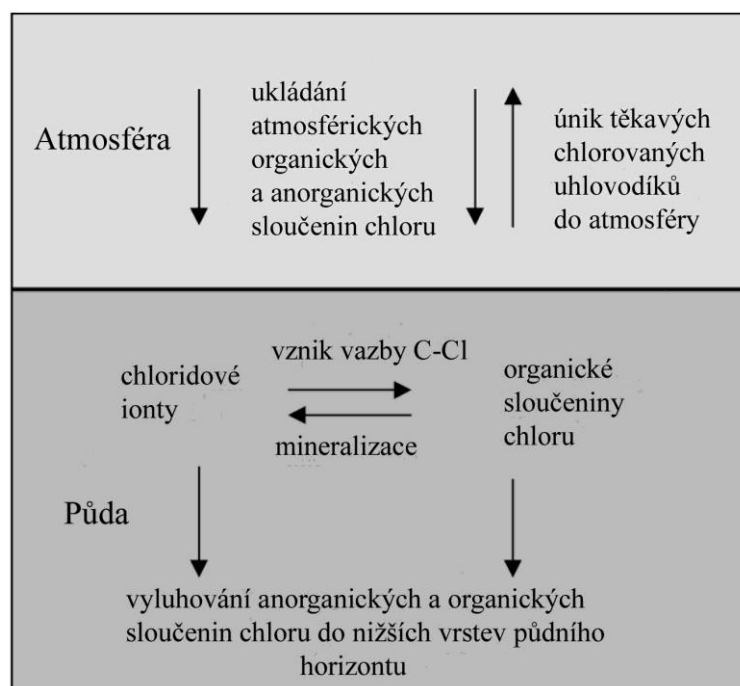 Atmosféra
ukládání
atmosférických
organických
a anorganických
sloučenin chloru
únik těkavých
chlorovaných
uhlovodíků
do atmosféry
vznik vazby C-Cl
chloridové
ionty
mineralizace
organické
sloučeniny
chloru
Půda
vyluhování anorganických a organických
sloučenin chloru do nižších vrstev půdního
horizontu